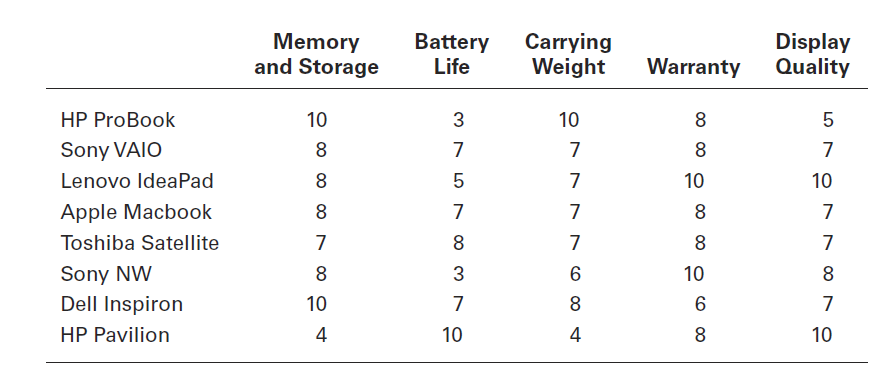 Memory and Storage Battery Life Carrying Weight Warranty Display Quality
HP ProBook 10 3 10 8 5
Sony VAIO 8 7 7 8 7
Lenovo IdeaPad 8 5 7 10 10
Apple Macbook 8 7 7 8 7
Toshiba Satellite 7 8 7 8 7
Sony NW 8 3 6 10 8
Dell Inspiron 10 7 8 6 7
HP Pavilion 4 10 4 8 10